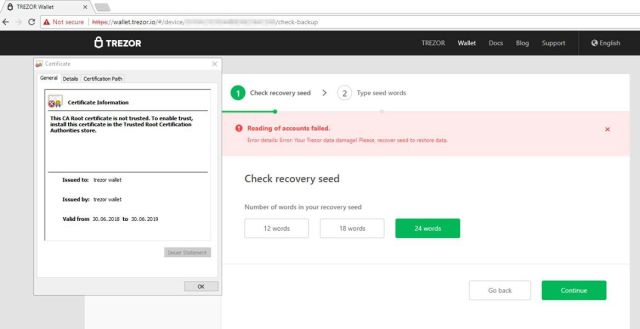 TREZOR Wallet
Not secure | https://wallet.trezor.io/#/device/ /check-backup
TREZOR
TREZOR Wallet Docs Blog Support English
Certificate
General Details Certification Path
Certificate Information
This CA Root certificate is not trusted. To enable trust,
install this certificate in the Trusted Root Certification
Authorities store.
Issued to: trezor wallet
Issued by: trezor wallet
Valid from 30.06.2018 to 30.06.2019
Issuer Statement
OK
1 Check recovery seed > 2 Type seed words
Reading of accounts failed.
Error details: Error: Your Trezor data damage! Please, recover seed to restore data.
Check recovery seed
Number of words in your recovery seed
12 words 18 words 24 words
Go back Continue